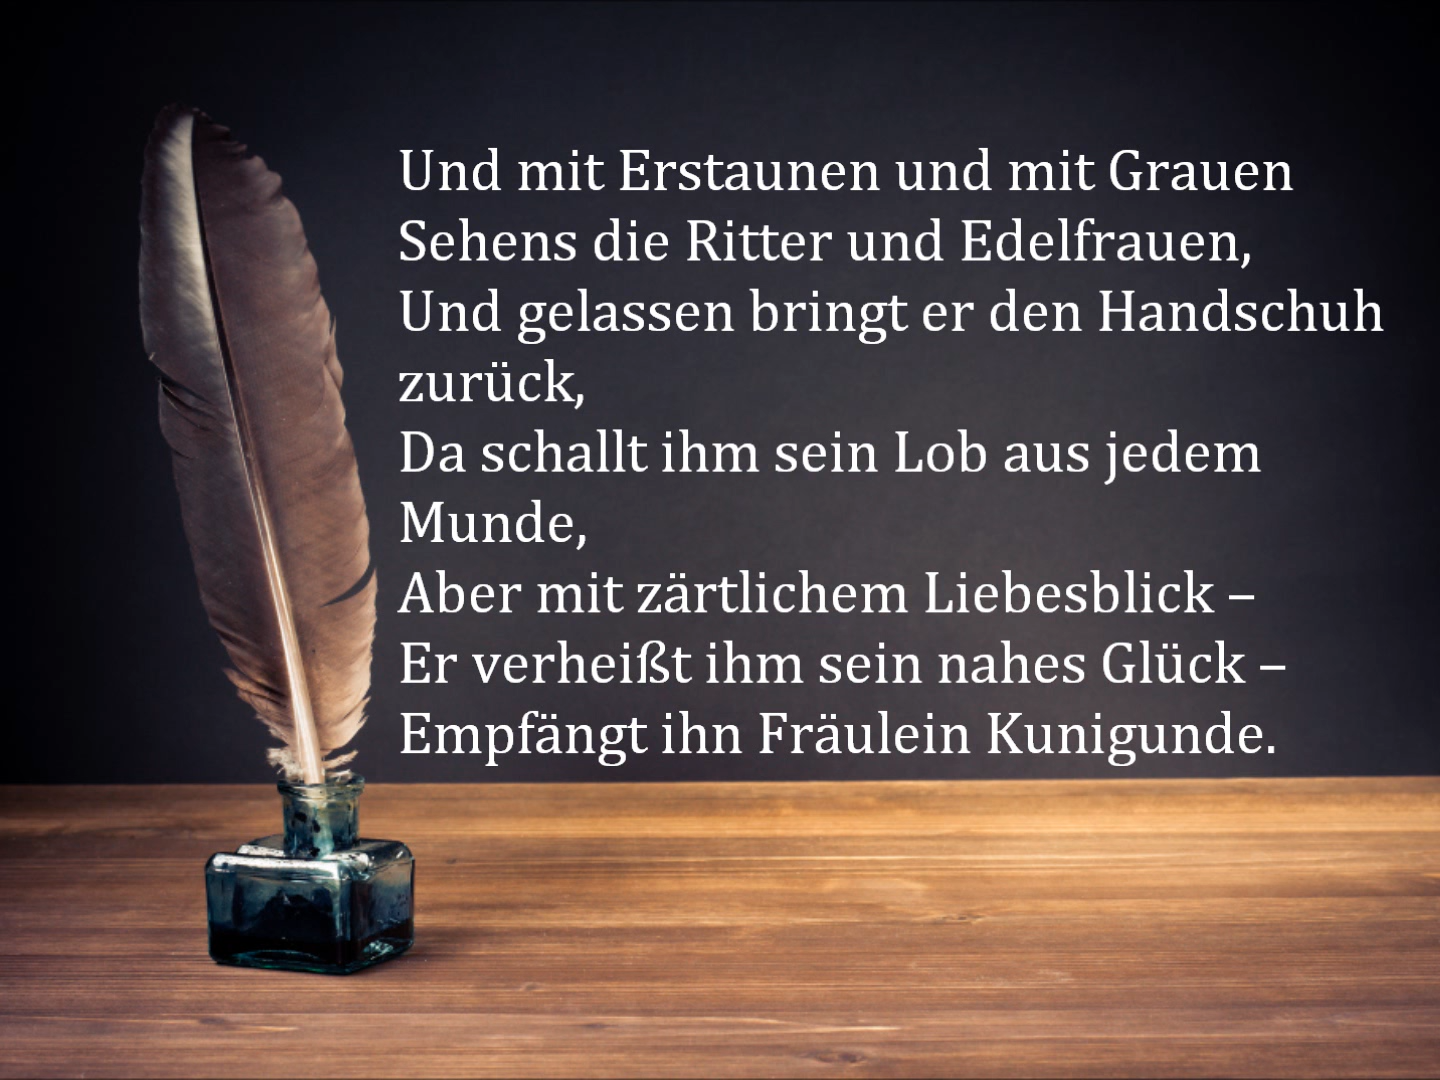 Und mit Erstaunen und mit Grauen
Sehens die Ritter und Edelfrauen,
Und gelassen bringt er den Handschuh
zurück,
Da schallt ihm sein Lob aus jedem
Munde,
Aber mit zärtlichem Liebesblick –
Er verheißt ihm sein nahes Glück –
Empfängt ihn Fräulein Kunigunde.